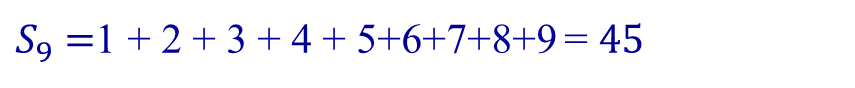 S₉ =1 + 2 + 3 + 4 + 5+6+7+8+9 = 45